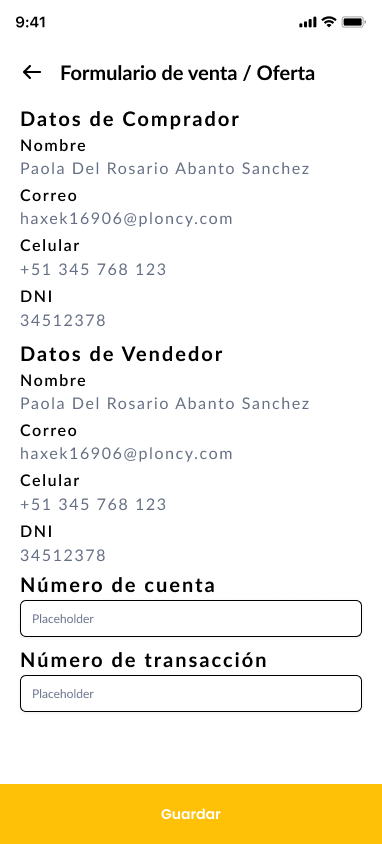 9:41
Formulario de venta / Oferta
Datos de Comprador
Nombre
Paola Del Rosario Abanto Sanchez
Correo
haxek16906@ploncy.com
Celular
+51 345 768 123
DNI
34512378
Datos de Vendedor
Nombre
Paola Del Rosario Abanto Sanchez
Correo
haxek16906@ploncy.com
Celular
+51 345 768 123
DNI
34512378
Número de cuenta
Placeholder
Número de transacción
Placeholder
Guardar